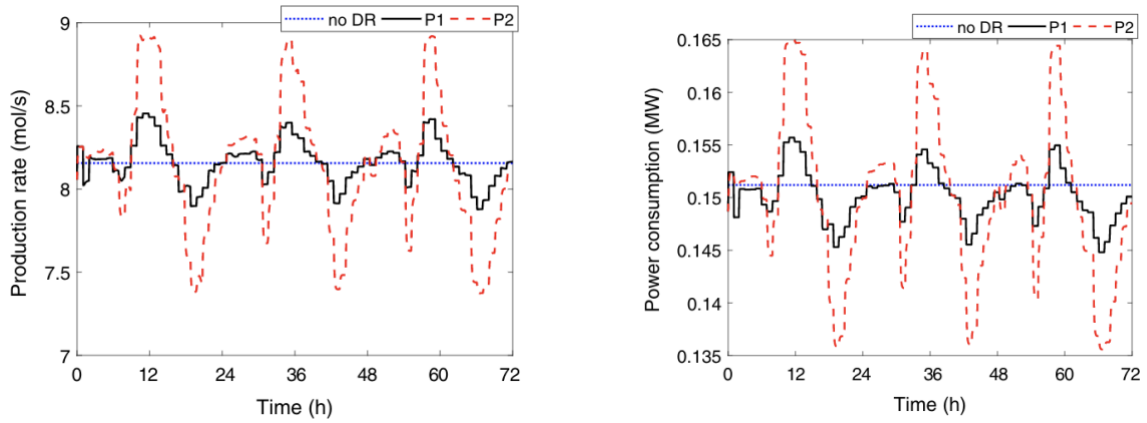 no DR P1 P2
9
8.5
8
7.5
7
0 12 24 36 48 60 72
Production rate (mol/s)
Time (h)
no DR P1 P2
0.165
0.16
0.155
0.15
0.145
0.14
0.135
0 12 24 36 48 60 72
Power consumption (MW)
Time (h)